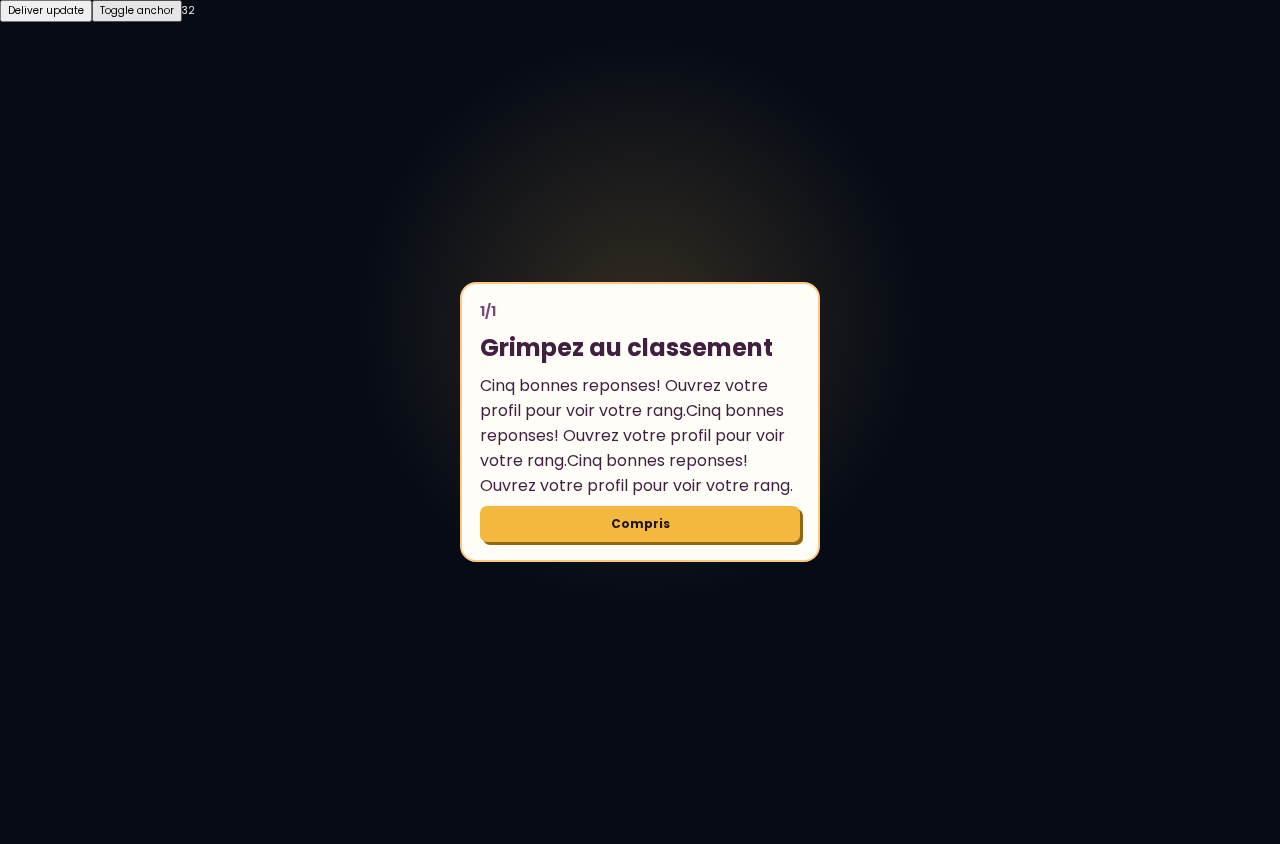 Deliver update Toggle anchor 32
1/1
Grimpez au classement
Cinq bonnes reponses! Ouvrez votre
profil pour voir votre rang.Cinq bonnes
reponses! Ouvrez votre profil pour voir
votre rang.Cinq bonnes reponses!
Ouvrez votre profil pour voir votre rang.
Compris